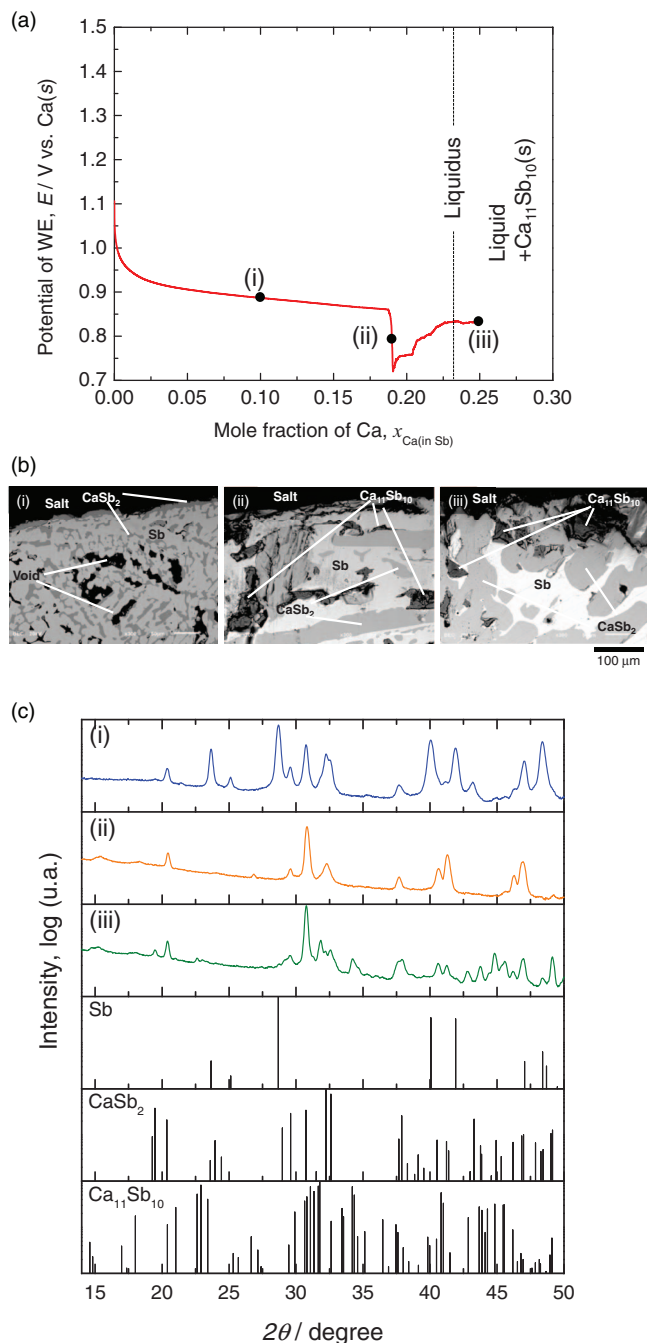 (a)
1.5
1.4
1.3
1.2
1.1
1.0
0.9
0.8
0.7
Potential of WE, E / V vs. Ca(s)
(i)
(ii)
(iii)
Liquidus
Liquid
+Ca₁₁Sb₁₀(s)
0.00 0.05 0.10 0.15 0.20 0.25 0.30
Mole fraction of Ca, x Ca(in Sb)
(b)
(i) Salt CaSb₂
Sb
Void
(ii) Salt Ca₁₁Sb₁₀
Sb
CaSb₂
(iii) Salt Ca₁₁Sb₁₀
Sb
CaSb₂
100 μm
(c)
Intensity, log (u.a.)
(i)
(ii)
(iii)
Sb
CaSb₂
Ca₁₁Sb₁₀
15 20 25 30 35 40 45 50
2θ / degree